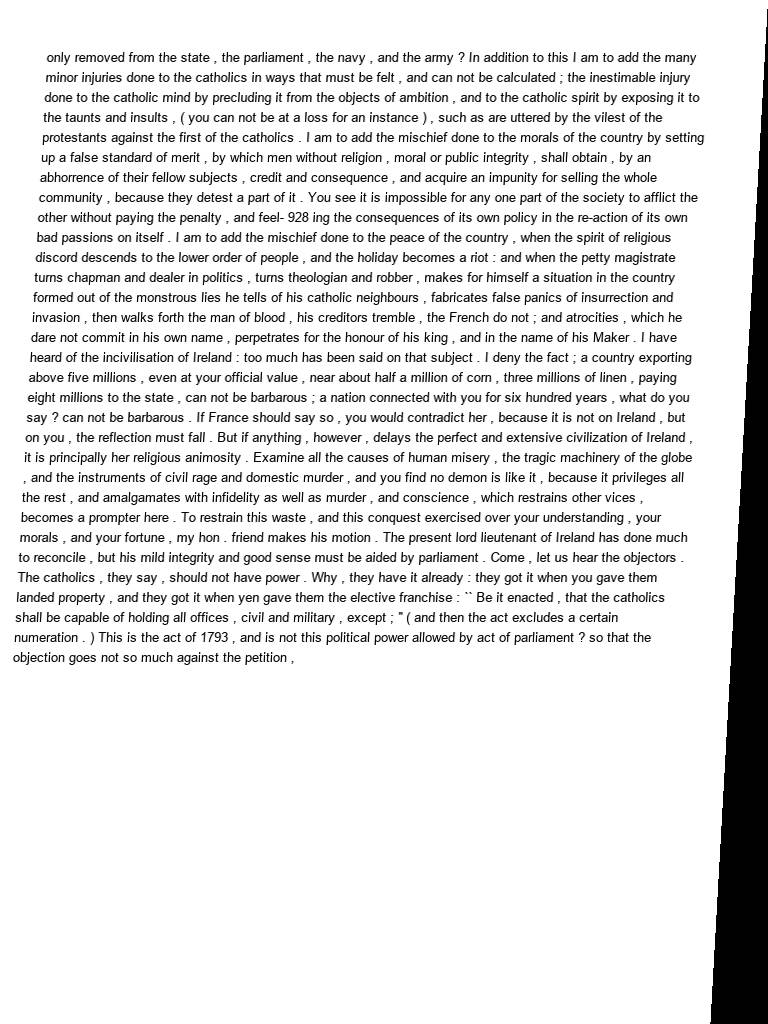 only removed from the state , the parliament , the navy , and the army ? In addition to this I am to add the many
minor injuries done to the catholics in ways that must be felt , and can not be calculated ; the inestimable injury
done to the catholic mind by precluding it from the objects of ambition , and to the catholic spirit by exposing it to
the taunts and insults , ( you can not be at a loss for an instance ) , such as are uttered by the vilest of the
protestants against the first of the catholics . I am to add the mischief done to the morals of the country by setting
up a false standard of merit , by which men without religion , moral or public integrity , shall obtain , by an
abhorrence of their fellow subjects , credit and consequence , and acquire an impunity for selling the whole
community , because they detest a part of it . You see it is impossible for any one part of the society to afflict the
other without paying the penalty , and feel- 928 ing the consequences of its own policy in the re-action of its own
bad passions on itself . I am to add the mischief done to the peace of the country , when the spirit of religious
discord descends to the lower order of people , and the holiday becomes a riot : and when the petty magistrate
turns chapman and dealer in politics , turns theologian and robber , makes for himself a situation in the country
formed out of the monstrous lies he tells of his catholic neighbours , fabricates false panics of insurrection and
invasion , then walks forth the man of blood , his creditors tremble , the French do not ; and atrocities , which he
dare not commit in his own name , perpetrates for the honour of his king , and in the name of his Maker . I have
heard of the incivilisation of Ireland : too much has been said on that subject . I deny the fact ; a country exporting
above five millions , even at your official value , near about half a million of corn , three millions of linen , paying
eight millions to the state , can not be barbarous ; a nation connected with you for six hundred years , what do you
say ? can not be barbarous . If France should say so , you would contradict her , because it is not on Ireland , but
on you , the reflection must fall . But if anything , however , delays the perfect and extensive civilization of Ireland ,
it is principally her religious animosity . Examine all the causes of human misery , the tragic machinery of the globe
, and the instruments of civil rage and domestic murder , and you find no demon is like it , because it privileges all
the rest , and amalgamates with infidelity as well as murder , and conscience , which restrains other vices ,
becomes a prompter here . To restrain this waste , and this conquest exercised over your understanding , your
morals , and your fortune , my hon . friend makes his motion . The present lord lieutenant of Ireland has done much
to reconcile , but his mild integrity and good sense must be aided by parliament . Come , let us hear the objectors .
The catholics , they say , should not have power . Why , they have it already : they got it when you gave them
landed property , and they got it when yen gave them the elective franchise : `` Be it enacted , that the catholics
shall be capable of holding all offices , civil and military , except ; " ( and then the act excludes a certain
numeration . ) This is the act of 1793 , and is not this political power allowed by act of parliament ? so that the
objection goes not so much against the petition ,